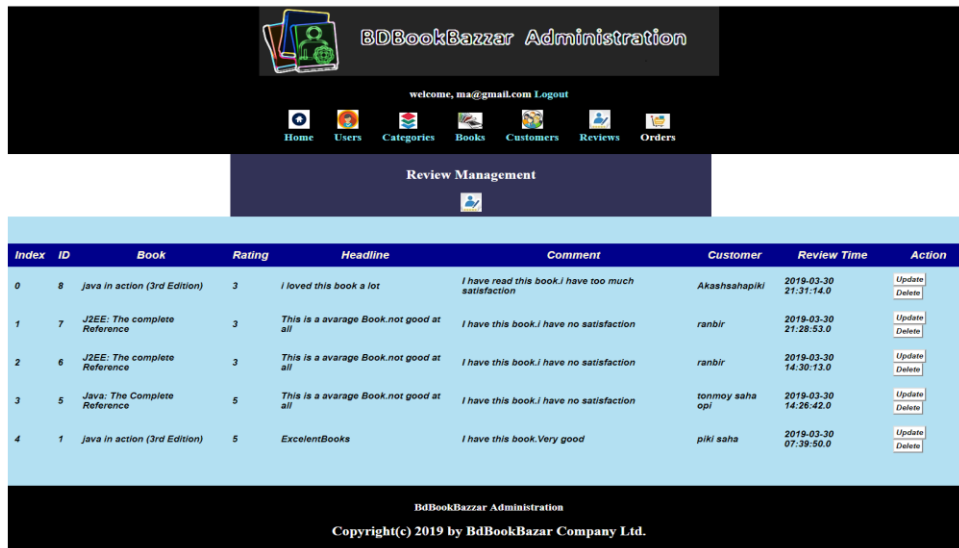 BDBookBazzar Administration
welcome, ma@gmail.com Logout
Home Users Categories Books Customers Reviews Orders
Review Management
Index ID Book Rating Headline Comment Customer Review Time Action
0 8 java in action (3rd Edition) 3 i loved this book a lot I have read this book.i have too much satisfaction Akashsahapiki 2019-03-30 21:31:14.0 Update Delete
1 7 J2EE: The complete Reference 3 This is a avarage Book.not good at all I have this book.i have no satisfaction ranbir 2019-03-30 21:28:53.0 Update Delete
2 6 J2EE: The complete Reference 3 This is a avarage Book.not good at all I have this book.i have no satisfaction ranbir 2019-03-30 14:30:13.0 Update Delete
3 5 Java: The Complete Reference 5 This is a avarage Book.not good at all I have this book.i have no satisfaction tonmoy saha opi 2019-03-30 14:26:42.0 Update Delete
4 1 java in action (3rd Edition) 5 ExcelentBooks I have this book.Very good piki saha 2019-03-30 07:39:50.0 Update Delete
BdBookBazzar Administration
Copyright(c) 2019 by BdBookBazar Company Ltd.